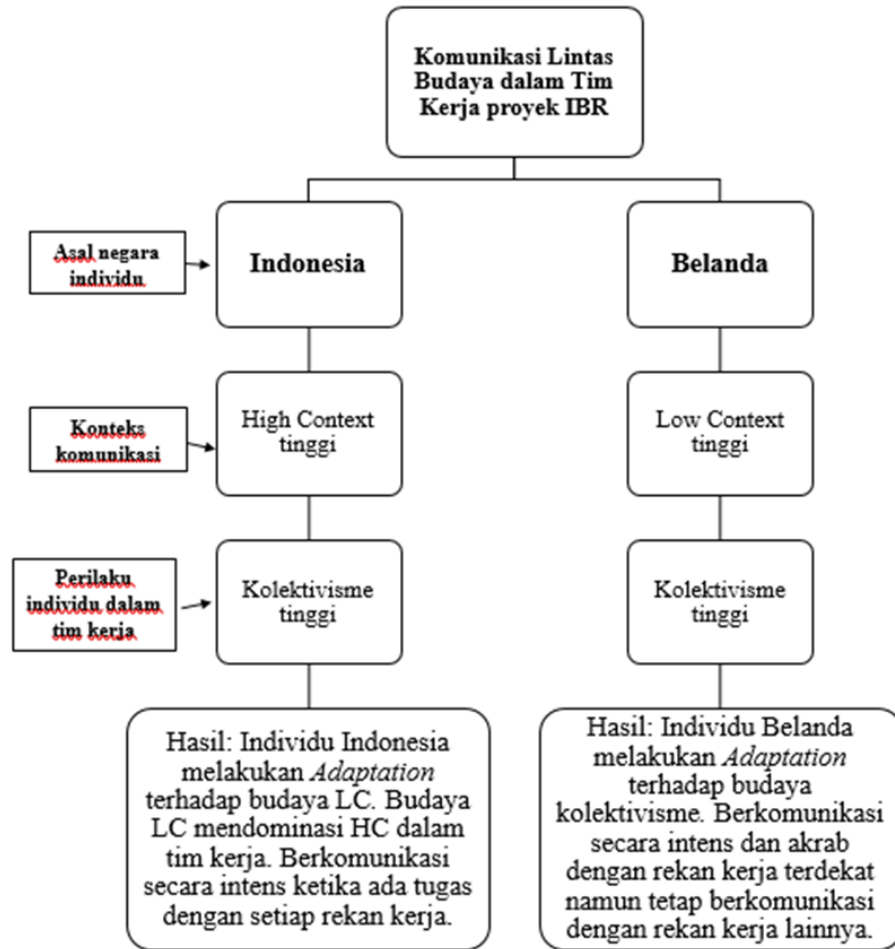 Komunikasi Lintas
Budaya dalam Tim
Kerja proyek IBR
Asal negara
individu
Indonesia
Belanda
Konteks
komunikasi
High Context
tinggi
Low Context
tinggi
Perilaku
individu dalam
tim kerja
Kolektivisme
tinggi
Kolektivisme
tinggi
Hasil: Individu Indonesia
melakukan Adaptation
terhadap budaya LC. Budaya
LC mendominasi HC dalam
tim kerja. Berkomunikasi
secara intens ketika ada tugas
dengan setiap rekan kerja.
Hasil: Individu Belanda
melakukan Adaptation
terhadap budaya
kolektivisme. Berkomunikasi
secara intens dan akrab
dengan rekan kerja terdekat
namun tetap berkomunikasi
dengan rekan kerja lainnya.